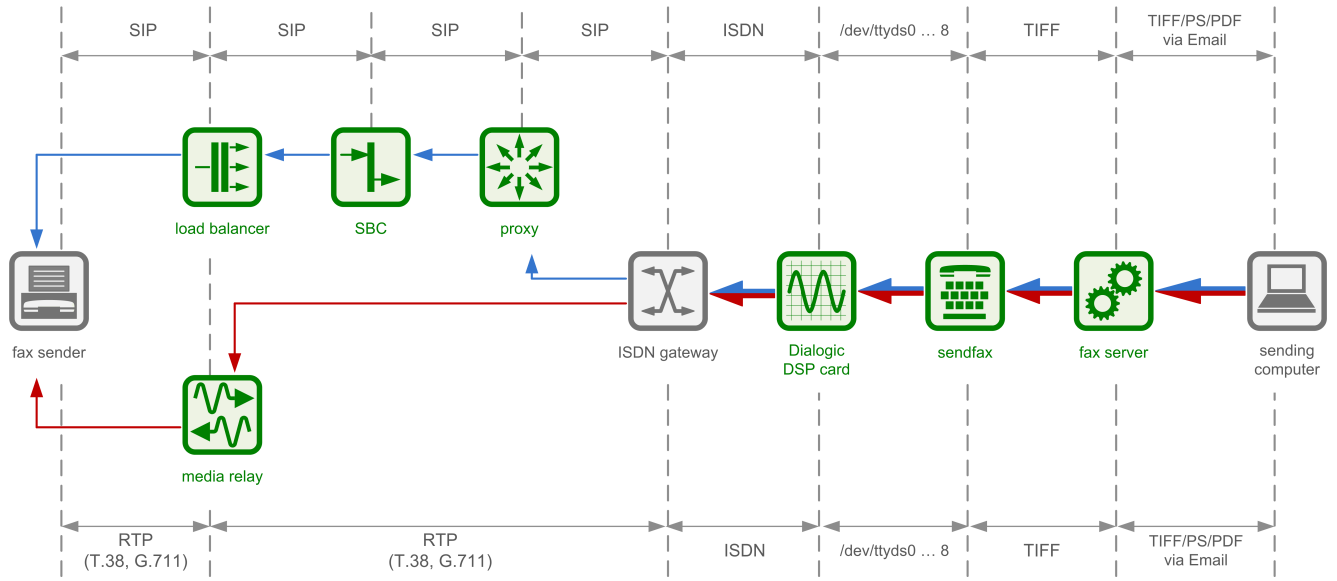 SIP
SIP
SIP
SIP
ISDN
/dev/ttyds0 … 8
TIFF
TIFF/PS/PDF
via Email
load balancer
SBC
proxy
fax sender
ISDN gateway
Dialogic
DSP card
sendfax
fax server
sending
computer
media relay
RTP
(T.38, G.711)
RTP
(T.38, G.711)
ISDN
/dev/ttyds0 … 8
TIFF
TIFF/PS/PDF
via Email